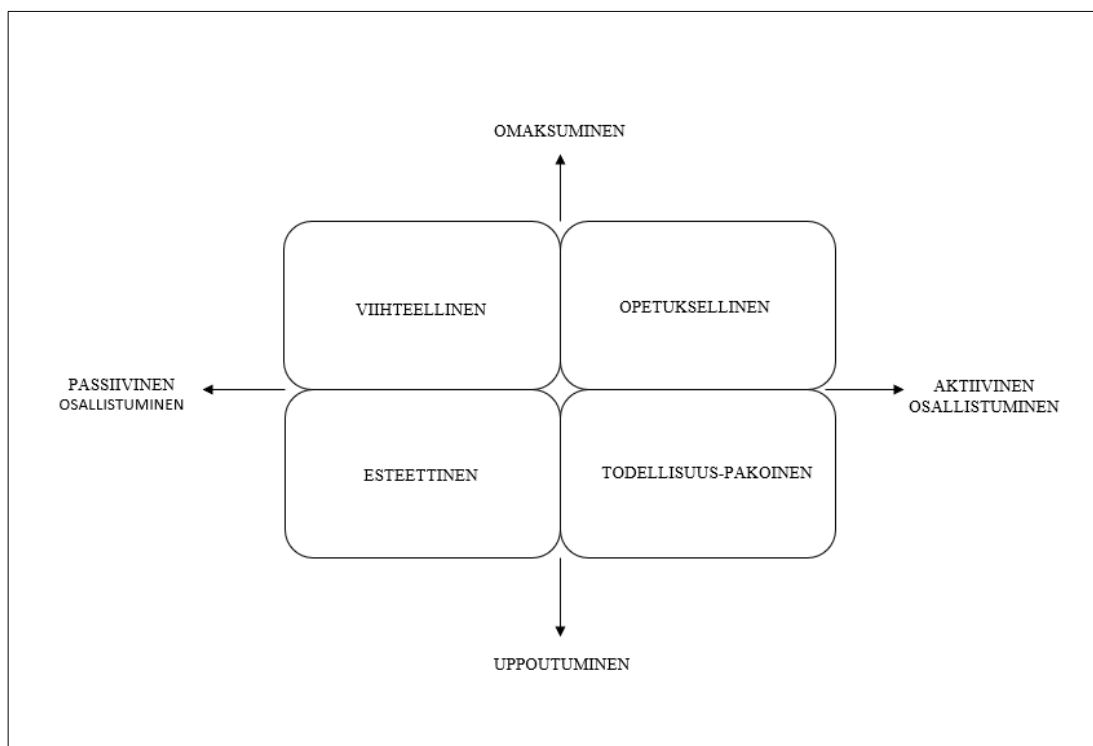 OMAKSUMINEN
VIIHTEELLINEN
OPETUKSELLINEN
PASSIIVINEN
OSALLISTUMINEN
AKTIIVINEN
OSALLISTUMINEN
ESTEETTINEN
TODELLISUUS-PAKOINEN
UPPOUTUMINEN